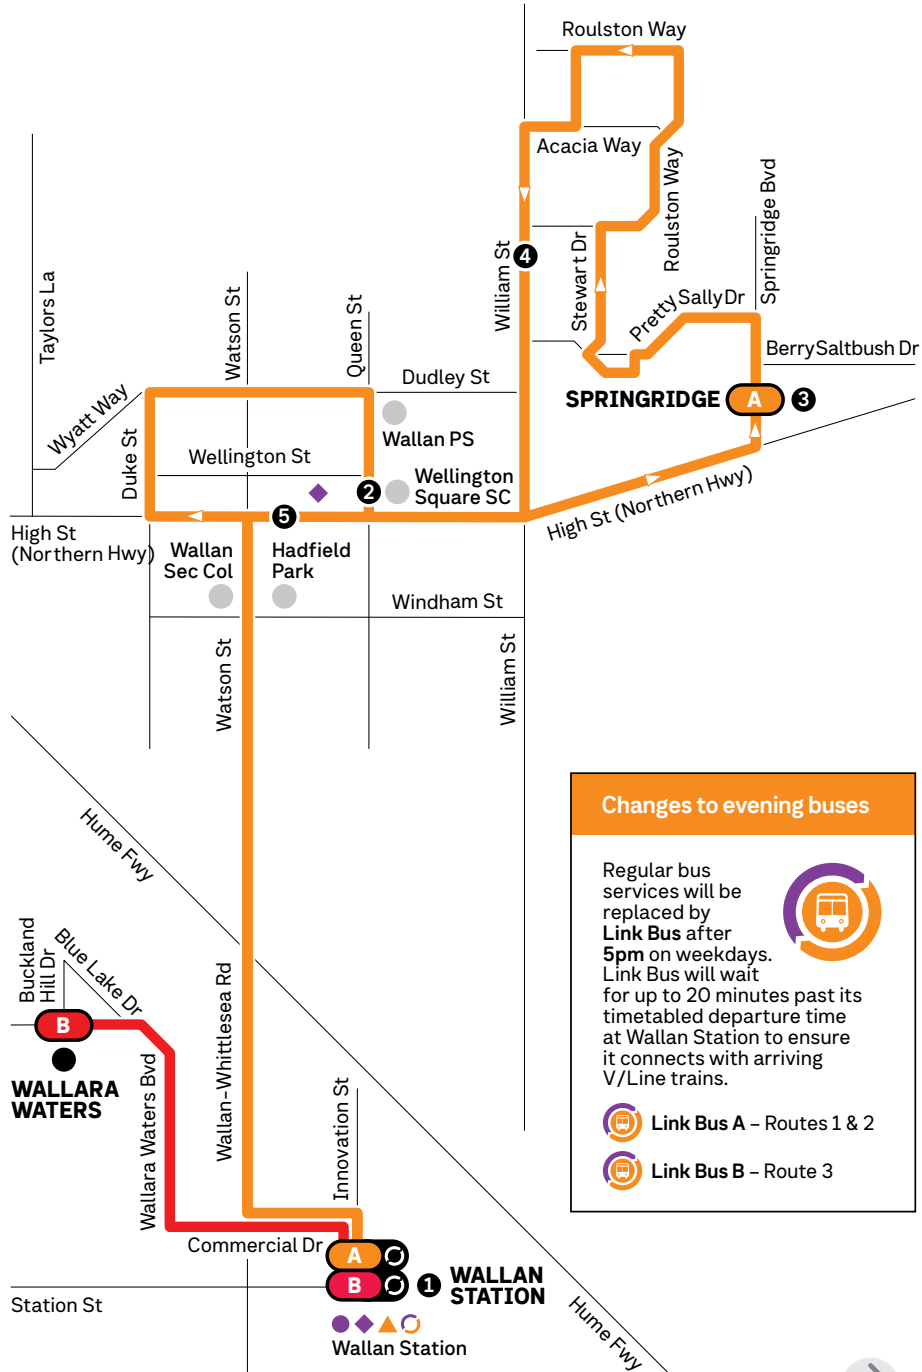 Roulston Way
Acacia Way
Roulston Way
Springridge Bvd
Taylors La
Watson St
Queen St
William St
4
Stewart Dr
Pretty Sally Dr
Berry Saltbush Dr
Dudley St
SPRINGRIDGE
A
3
Wyatt Way
Duke St
Wallan PS
Wellington St
2
Wellington
Square SC
5
High St (Northern Hwy)
High St
(Northern Hwy)
Wallan
Sec Col
Hadfield
Park
Windham St
Watson St
William St
Hume Fwy
Changes to evening buses
Regular bus
services will be
replaced by
Link Bus after
5pm on weekdays.
Link Bus will wait
for up to 20 minutes past its
timetabled departure time
at Wallan Station to ensure
it connects with arriving
V/Line trains.
Link Bus A – Routes 1 & 2
Link Bus B – Route 3
Buckland
Hill Dr
Blue Lake Dr
B
WALLARA
WATERS
Wallara Waters Bvd
Wallan–Whittlesea Rd
Innovation St
Commercial Dr
A
B
1
WALLAN
STATION
Station St
Wallan Station
Hume Fwy